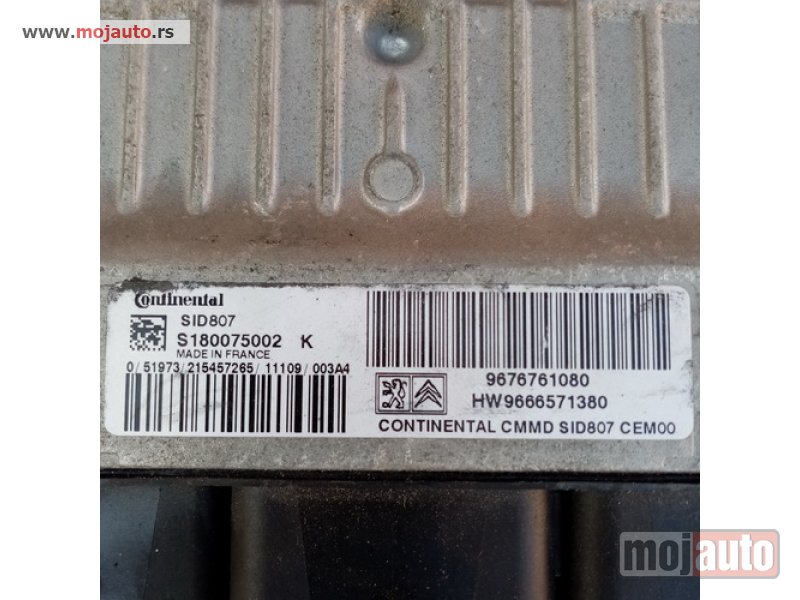 www.mojauto.rs
Continental
SID807
S180075002 K
MADE IN FRANCE
0/51973/215457265/11109/003A4
9676761080
HW9666571380
CONTINENTAL CMMD SID807 CEM00
mojauto